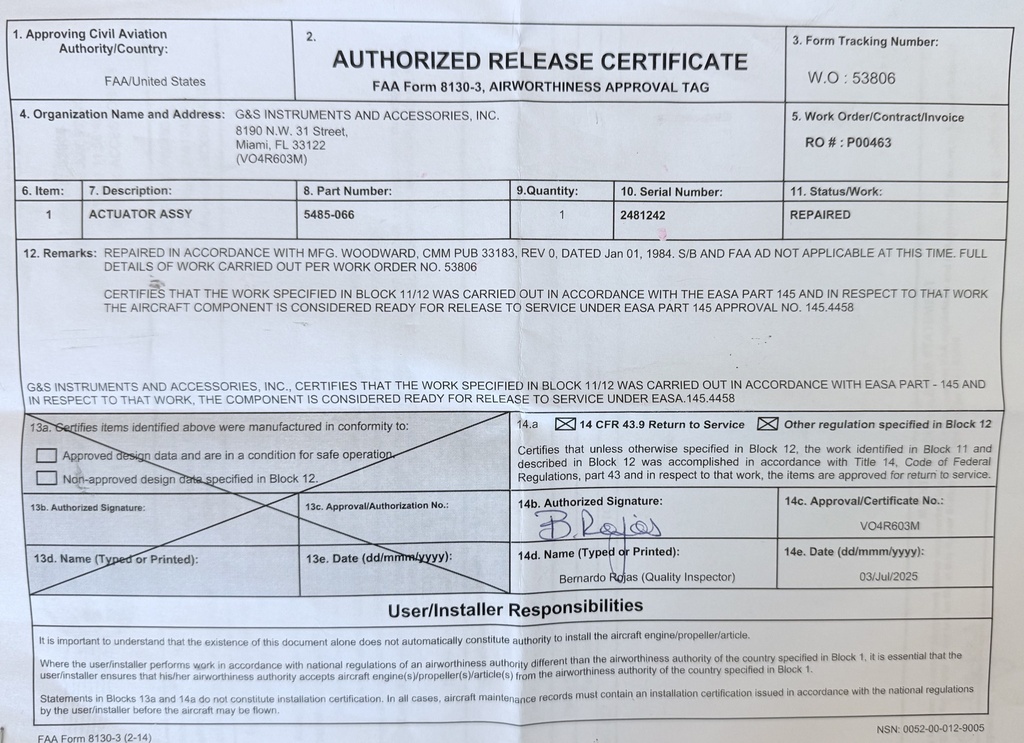 1. Approving Civil Aviation
Authority/Country:
FAA/United States
2.
AUTHORIZED RELEASE CERTIFICATE
FAA Form 8130-3, AIRWORTHINESS APPROVAL TAG
3. Form Tracking Number:
W.O : 53806
4. Organization Name and Address: G&S INSTRUMENTS AND ACCESSORIES, INC.
8190 N.W. 31 Street,
Miami, FL 33122
(VO4R603M)
5. Work Order/Contract/Invoice
RO # : P00463
6. Item: 7. Description: 8. Part Number: 9.Quantity: 10. Serial Number: 11. Status/Work:
1 ACTUATOR ASSY 5485-066 1 2481242 REPAIRED
12. Remarks: REPAIRED IN ACCORDANCE WITH MFG. WOODWARD, CMM PUB 33183, REV 0, DATED Jan 01, 1984. S/B AND FAA AD NOT APPLICABLE AT THIS TIME. FULL
DETAILS OF WORK CARRIED OUT PER WORK ORDER NO. 53806
CERTIFIES THAT THE WORK SPECIFIED IN BLOCK 11/12 WAS CARRIED OUT IN ACCORDANCE WITH THE EASA PART 145 AND IN RESPECT TO THAT WORK
THE AIRCRAFT COMPONENT IS CONSIDERED READY FOR RELEASE TO SERVICE UNDER EASA PART 145 APPROVAL NO. 145.4458
G&S INSTRUMENTS AND ACCESSORIES, INC., CERTIFIES THAT THE WORK SPECIFIED IN BLOCK 11/12 WAS CARRIED OUT IN ACCORDANCE WITH EASA PART - 145 AND
IN RESPECT TO THAT WORK, THE COMPONENT IS CONSIDERED READY FOR RELEASE TO SERVICE UNDER EASA.145.4458
13a. Certifies items identified above were manufactured in conformity to:
Approved design data and are in a condition for safe operation.
Non-approved design data specified in Block 12.
14.a 14 CFR 43.9 Return to Service Other regulation specified in Block 12
Certifies that unless otherwise specified in Block 12, the work identified in Block 11 and
described in Block 12 was accomplished in accordance with Title 14, Code of Federal
Regulations, part 43 and in respect to that work, the items are approved for return to service.
13b. Authorized Signature:
13c. Approval/Authorization No.:
14b. Authorized Signature:
B. Rojas
14c. Approval/Certificate No.:
VO4R603M
13d. Name (Typed or Printed):
13e. Date (dd/mmm/yyyy):
14d. Name (Typed or Printed):
Bernardo Rojas (Quality Inspector)
14e. Date (dd/mmm/yyyy):
03/Jul/2025
User/Installer Responsibilities
It is important to understand that the existence of this document alone does not automatically constitute authority to install the aircraft engine/propeller/article.
Where the user/installer performs work in accordance with national regulations of an airworthiness authority different than the airworthiness authority of the country specified in Block 1, it is essential that the
user/installer ensures that his/her airworthiness authority accepts aircraft engine(s)/propeller(s)/article(s) from the airworthiness authority of the country specified in Block 1.
Statements in Blocks 13a and 14a do not constitute installation certification. In all cases, aircraft maintenance records must contain an installation certification issued in accordance with the national regulations
by the user/installer before the aircraft may be flown.
FAA Form 8130-3 (2-14)
NSN: 0052-00-012-9005